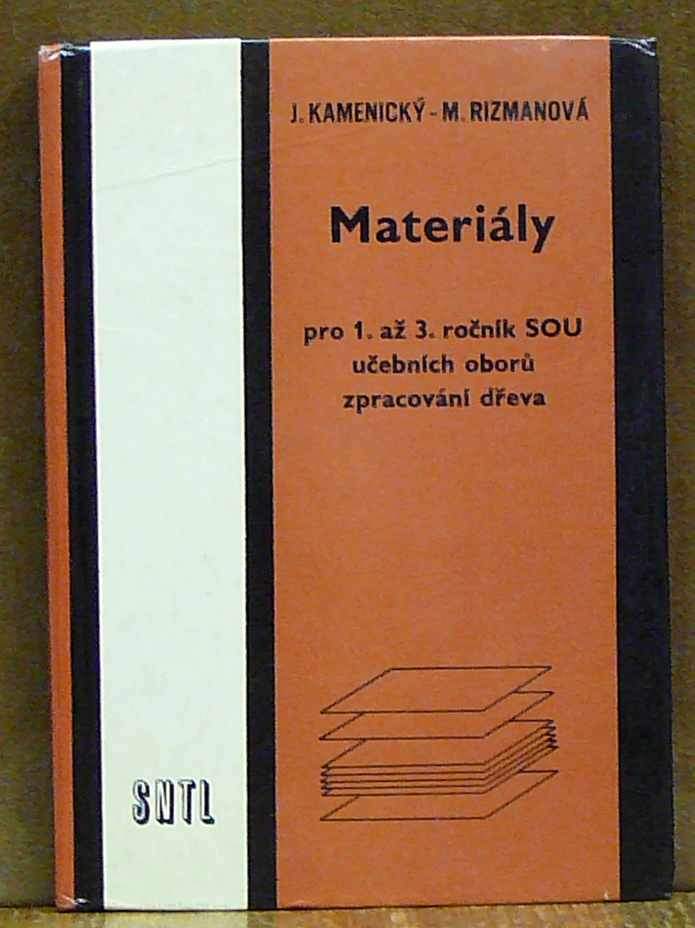 J. KAMENICKÝ - M. RIZMANOVÁ
Materiály
pro 1. až 3. ročník SOU
učebních oborů
zpracování dřeva
SNTL